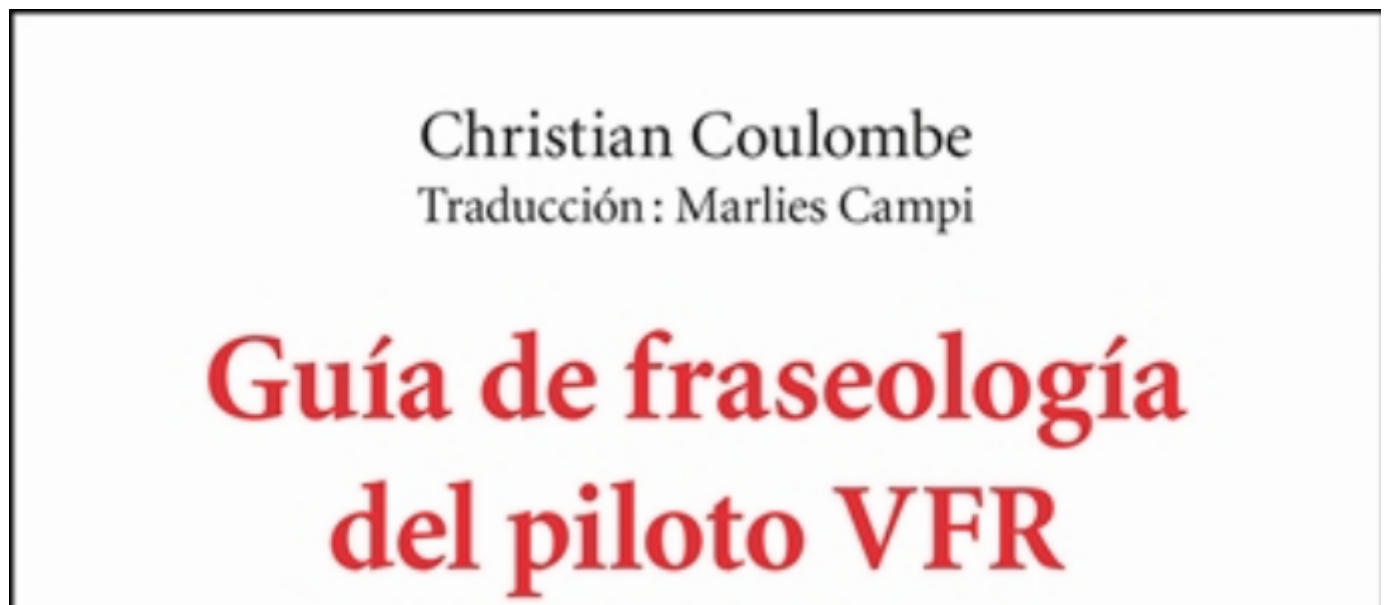 Christian Coulombe
Traducción : Marlies Campi
Guía de fraseología
del piloto VFR